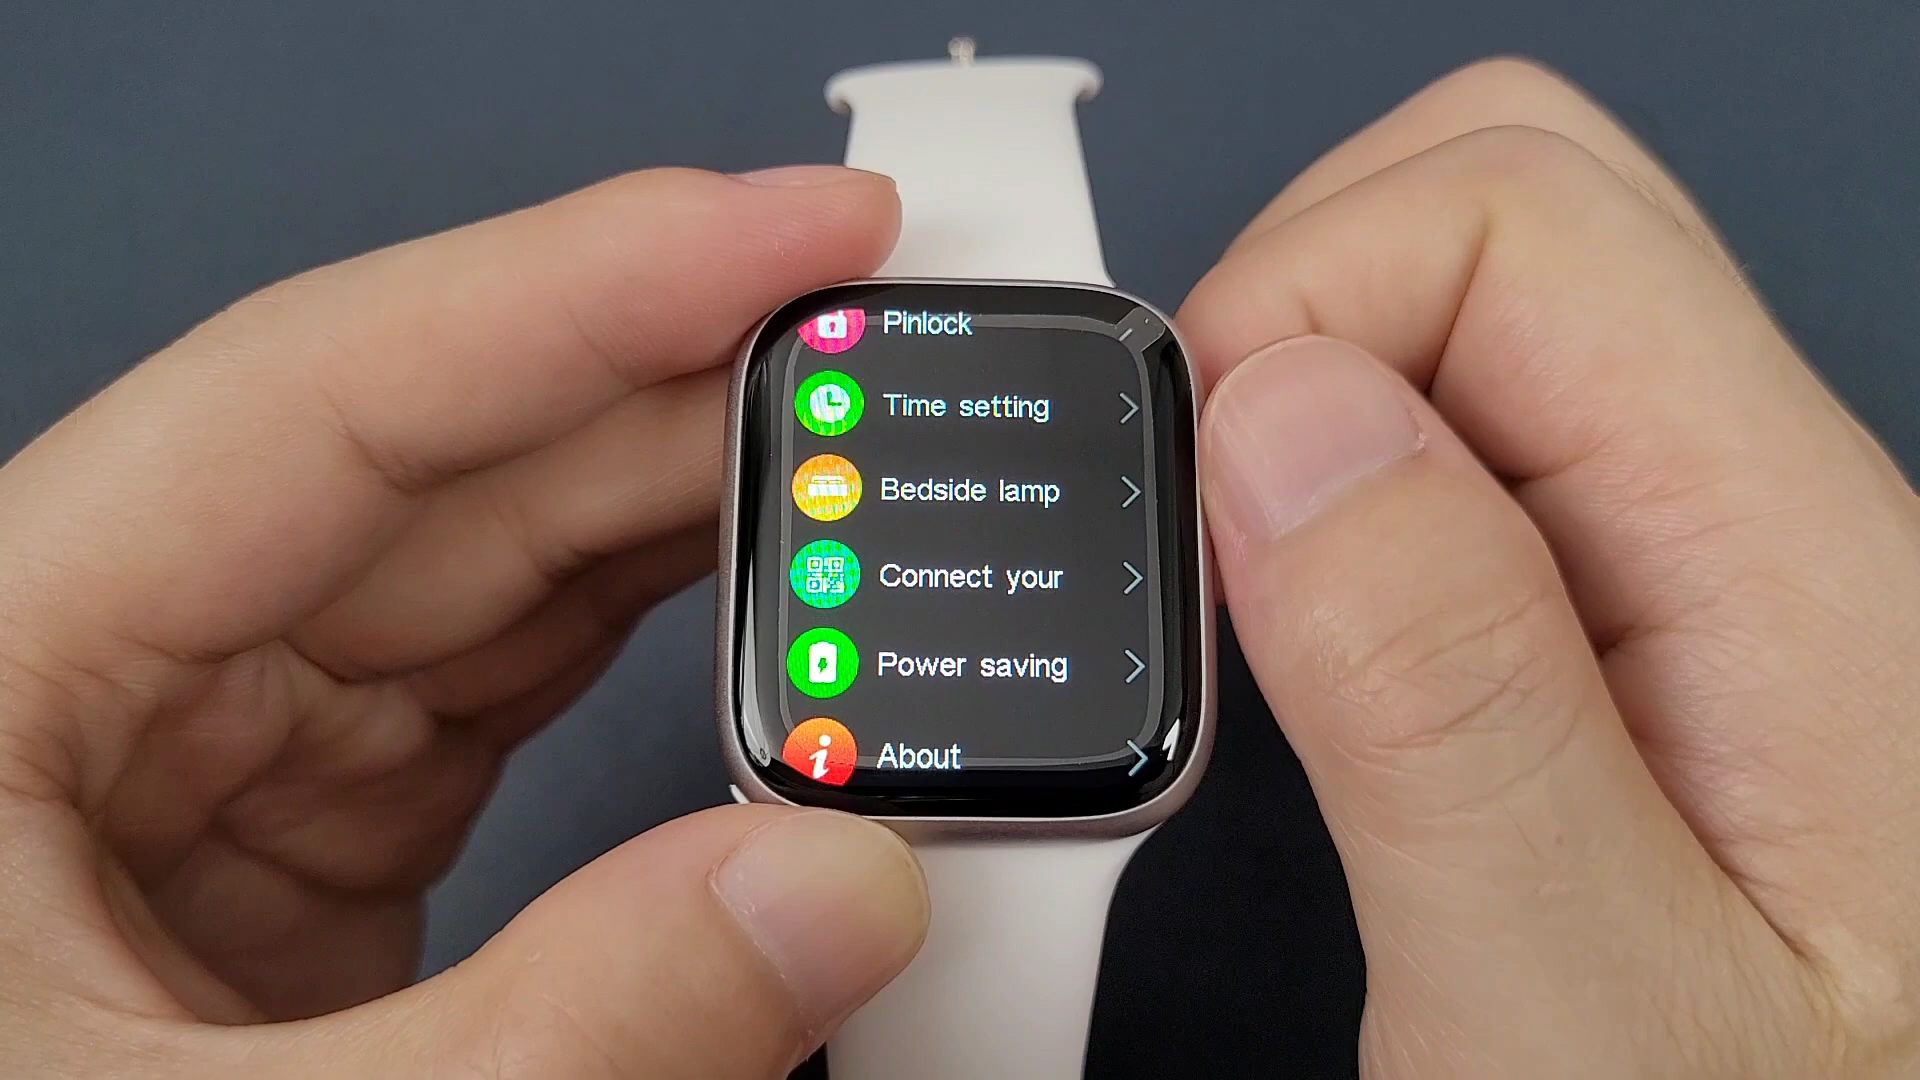 Pinlock
Time setting
Bedside lamp
Connect your
Power saving
About